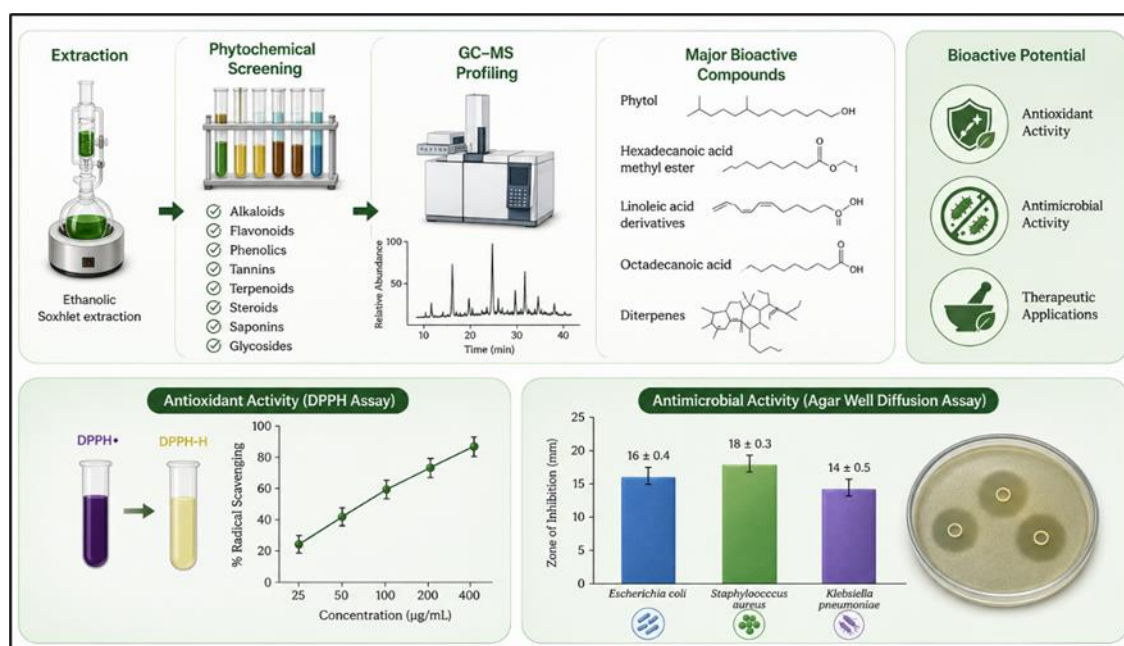 Extraction
Ethanolic
Soxhlet extraction
Phytochemical
Screening
Alkaloids
Flavonoids
Phenolics
Tannins
Terpenoids
Steroids
Saponins
Glycosides
GC–MS
Profiling
Relative Abundance
100
50
10 20 30 40
Time (min)
Major Bioactive
Compounds
Phytol
OH
Hexadecanoic acid
methyl ester
O
O
1
Linoleic acid
derivatives
OH
O
Octadecanoic acid
O
OH
Diterpenes
Bioactive Potential
Antioxidant
Activity
Antimicrobial
Activity
Therapeutic
Applications
Antioxidant Activity (DPPH Assay)
DPPH•
DPPH-H
% Radical Scavenging
100
80
60
40
20
0
25 50 100 200 400
Concentration (µg/mL)
Antimicrobial Activity (Agar Well Diffusion Assay)
Zone of Inhibition (mm)
25
20
15
10
5
0
16 ± 0.4
18 ± 0.3
14 ± 0.5
Escherichia coli
Staphylooccus
aureus
Klebsiella
pneumoniae